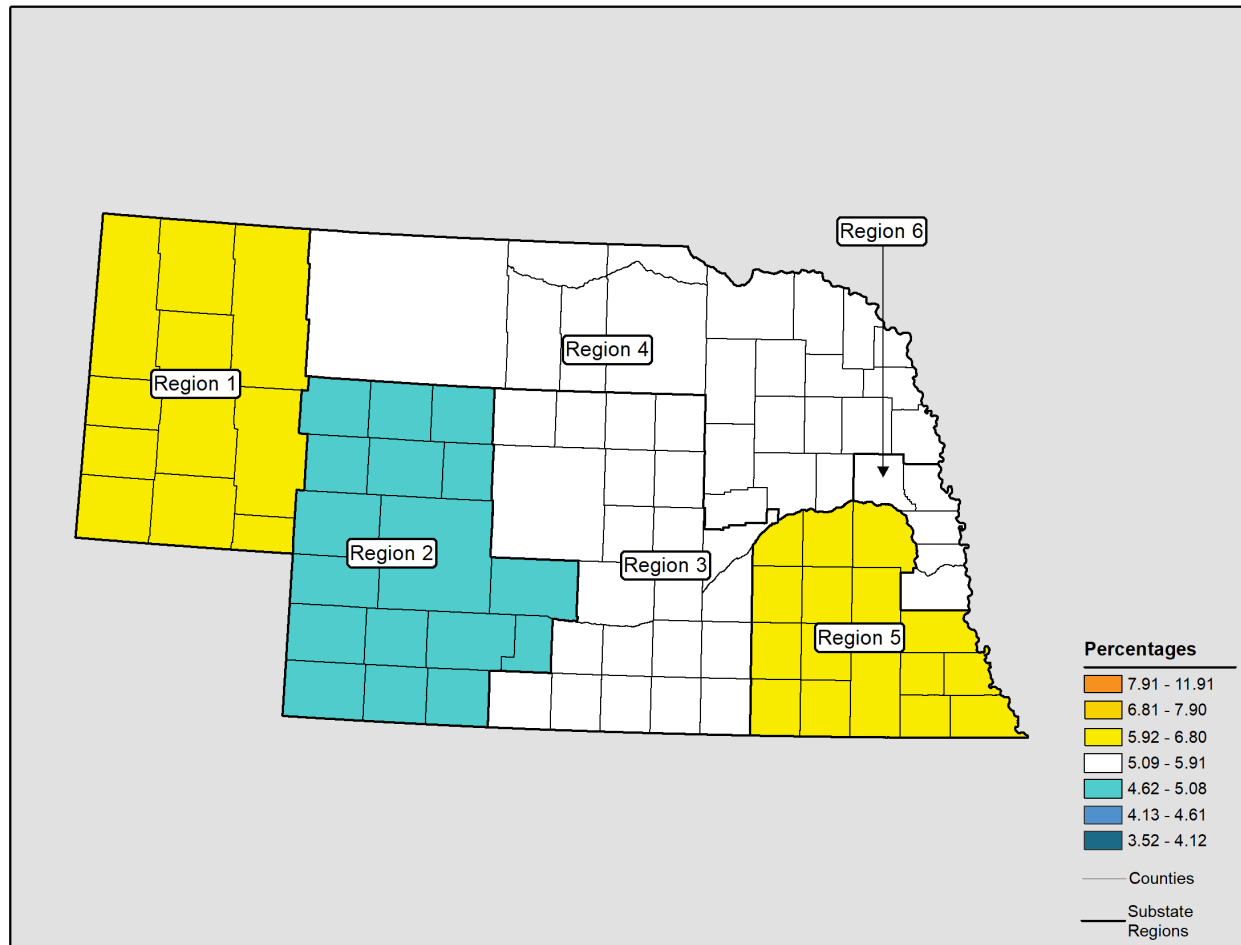 Region 6
Region 4
Region 1
Region 2
Region 3
Region 5
Percentages
7.91 - 11.91
6.81 - 7.90
5.92 - 6.80
5.09 - 5.91
4.62 - 5.08
4.13 - 4.61
3.52 - 4.12
Counties
Substate
Regions